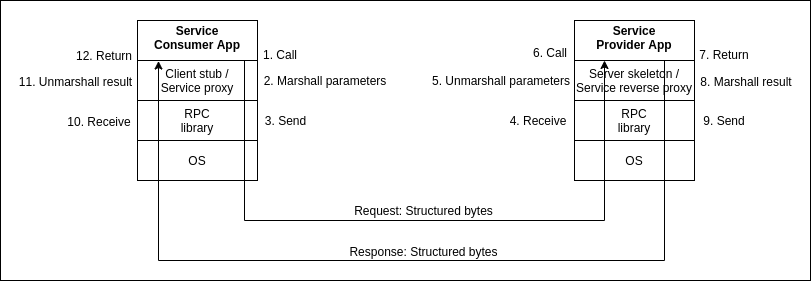 Service
Consumer App
Service
Provider App
12. Return
1. Call
6. Call
7. Return
11. Unmarshall result
Client stub /
Service proxy
2. Marshall parameters
5. Unmarshall parameters
Server skeleton /
Service reverse proxy
8. Marshall result
10. Receive
RPC
library
3. Send
4. Receive
RPC
library
9. Send
OS
OS
Request: Structured bytes
Response: Structured bytes